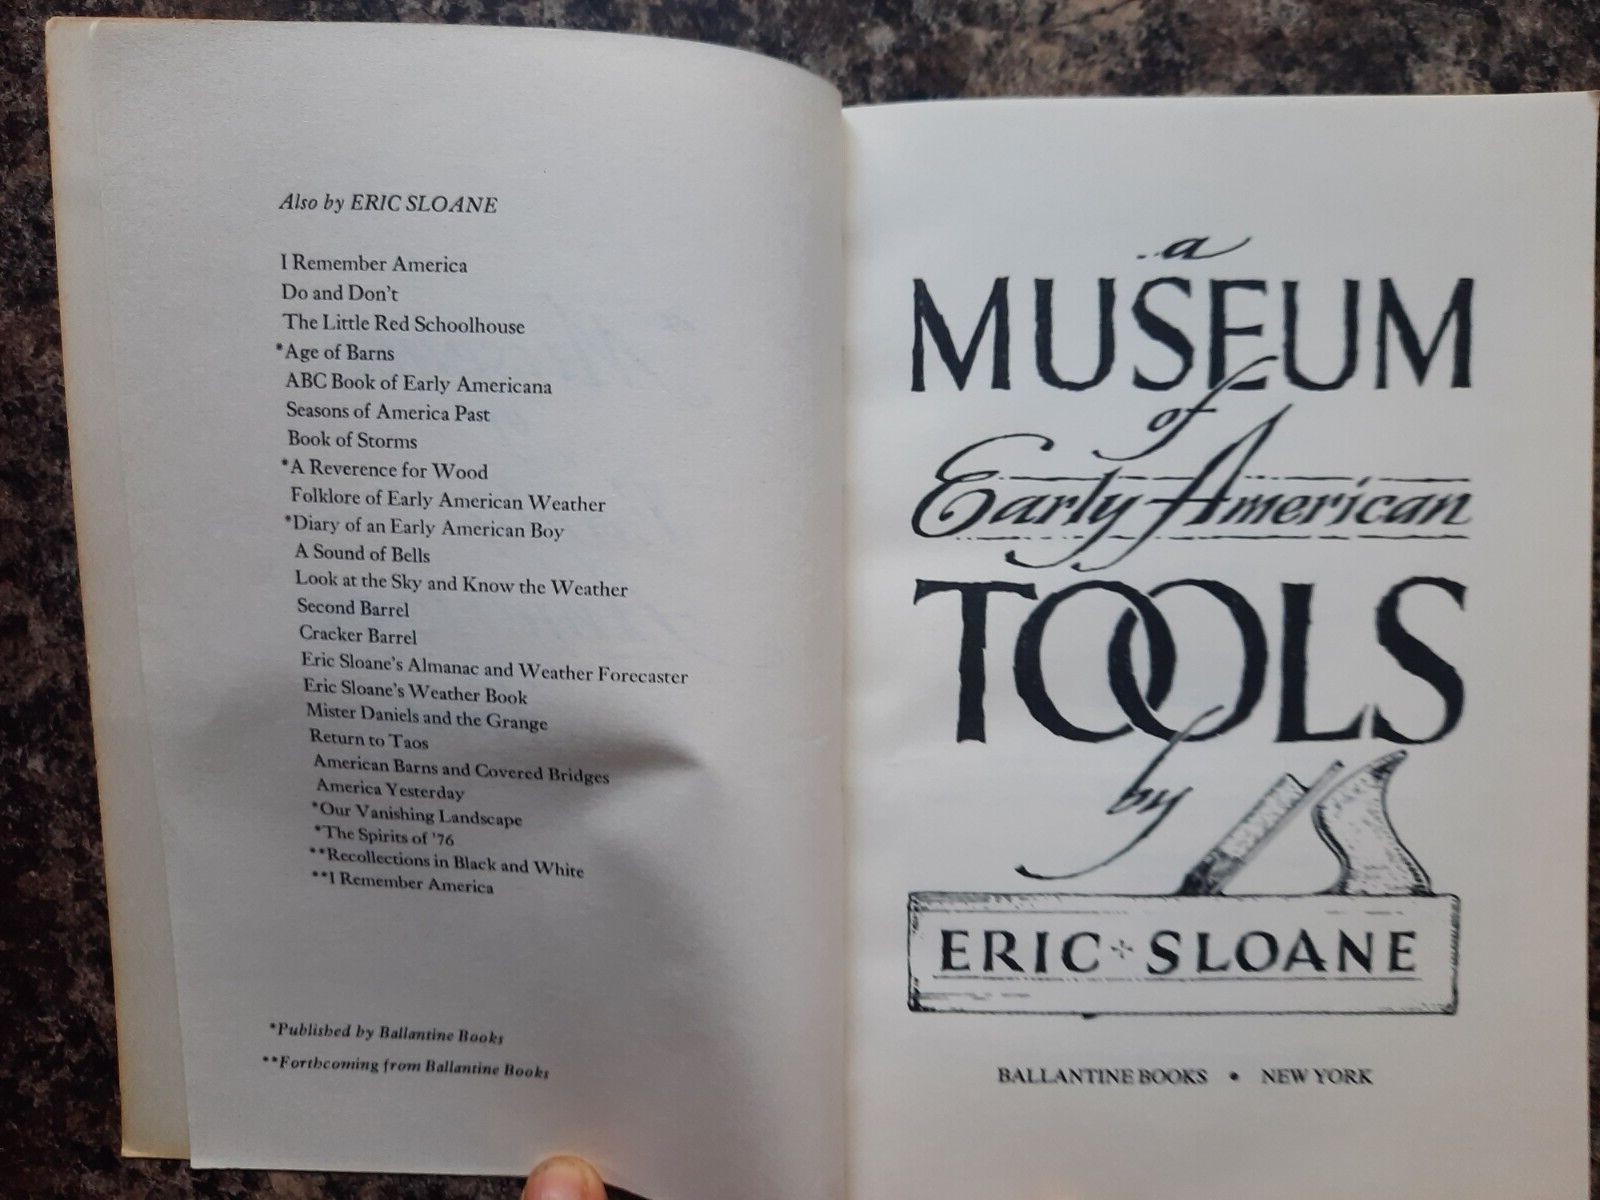 Also by ERIC SLOANE
I Remember America
Do and Don't
The Little Red Schoolhouse
*Age of Barns
ABC Book of Early Americana
Seasons of America Past
Book of Storms
*A Reverence for Wood
Folklore of Early American Weather
*Diary of an Early American Boy
A Sound of Bells
Look at the Sky and Know the Weather
Second Barrel
Cracker Barrel
Eric Sloane's Almanac and Weather Forecaster
Eric Sloane's Weather Book
Mister Daniels and the Grange
Return to Taos
American Barns and Covered Bridges
America Yesterday
*Our Vanishing Landscape
*The Spirits of '76
**Recollections in Black and White
**I Remember America
*Published by Ballantine Books
**Forthcoming from Ballantine Books
a
MUSEUM
of
Early American
TOOLS
by
ERIC SLOANE
BALLANTINE BOOKS • NEW YORK